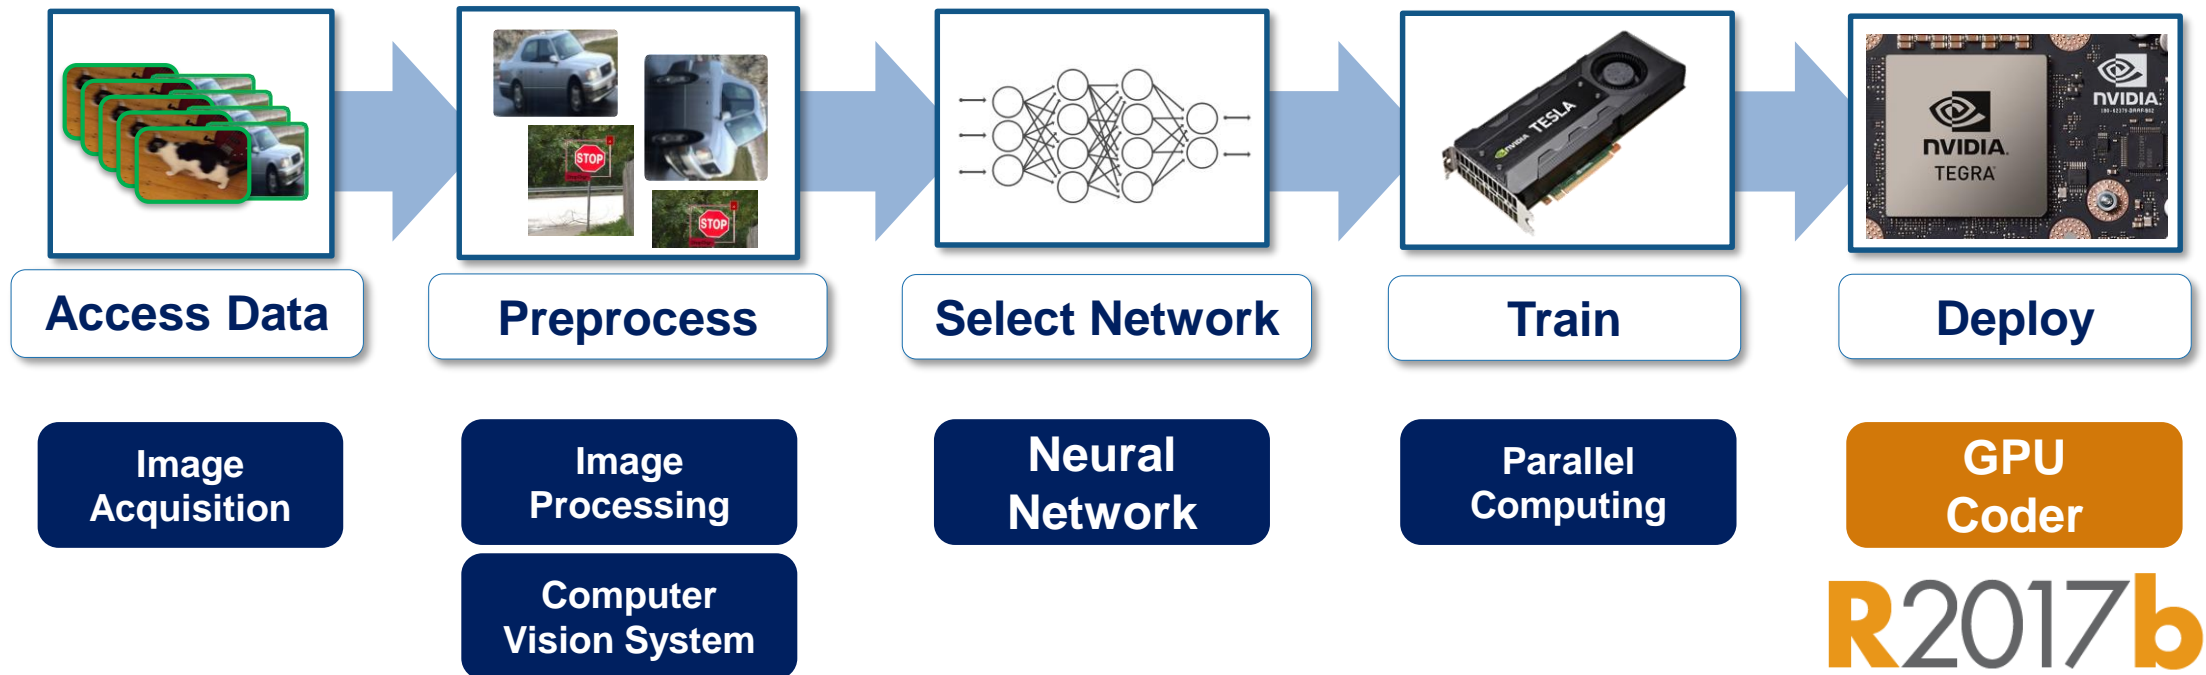 STOP
STOP
NVIDIA TESLA
NVIDIA.
TEGRA
NVIDIA.
Access Data
Preprocess
Select Network
Train
Deploy
Image
Acquisition
Image
Processing
Neural
Network
Parallel
Computing
GPU
Coder
Computer
Vision System
R2017b